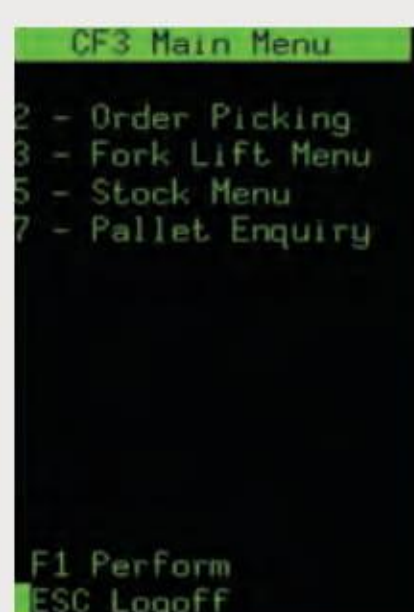 CF3 Main Menu
2 - Order Picking
3 - Fork Lift Menu
5 - Stock Menu
7 - Pallet Enquiry
F1 Perform
ESC Logoff